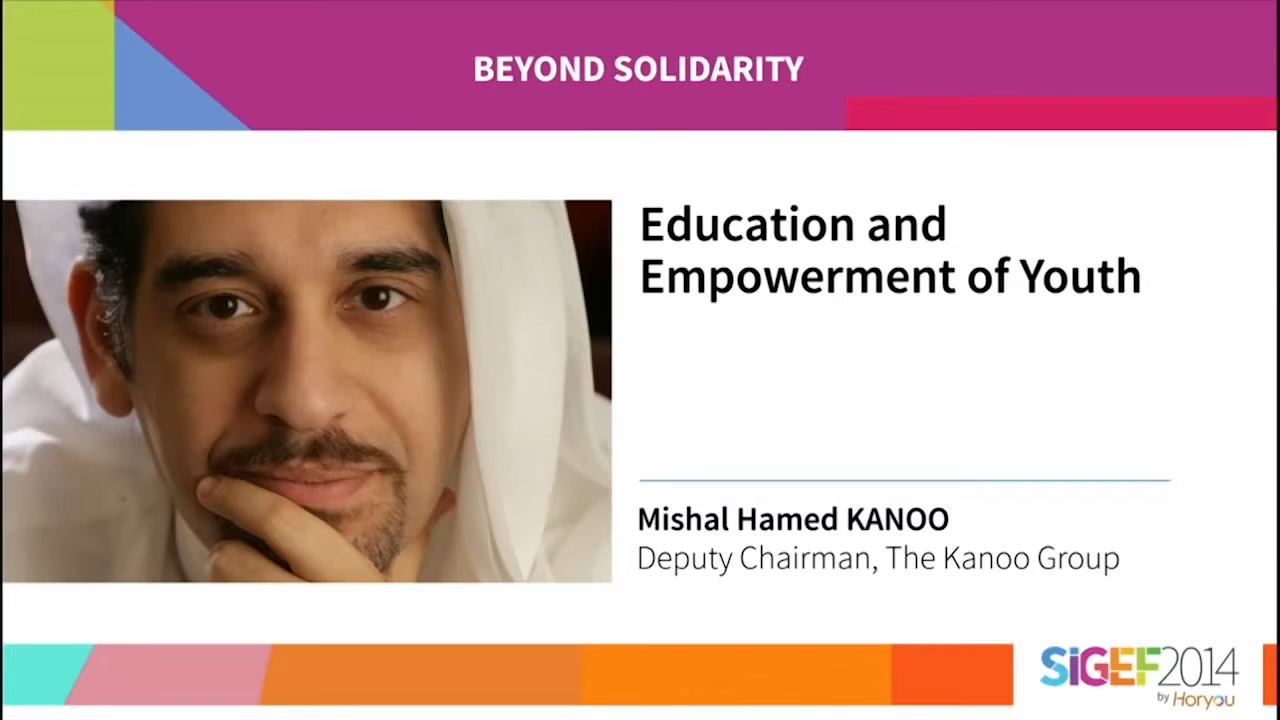 BEYOND SOLIDARITY
Education and
Empowerment of Youth
Mishal Hamed KANOO
Deputy Chairman, The Kanoo Group
SiGEF2014
by Horyou